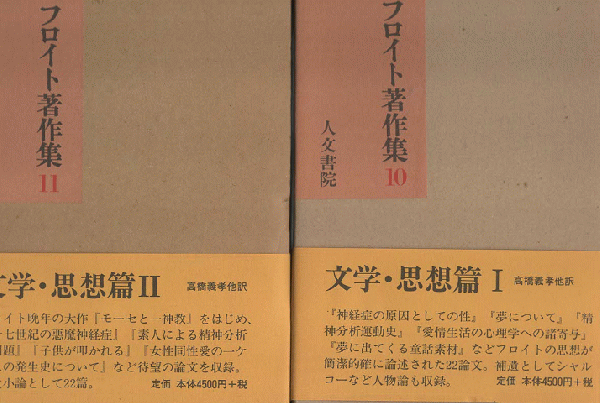 フロイト著作集
11
文学・思想篇II 高橋義孝他訳
イト晩年の大作『モーセと一神教』をはじめ、
七世紀の悪魔神経症』『素人による精神分析
題』『子供が叩かれる』『女性同性愛の一ケ
の発生史について』など待望の論文を収録。
小論として22篇。
定価 本体4500円+税
フロイト著作集
10
人文書院
文学・思想篇 I 高橋義孝他訳
『神経症の原因としての性』『夢について』『精
神分析運動史』『愛情生活の心理学への諸寄与』
『夢に出てくる童話素材』などフロイトの思想が
簡潔的確に論述された32論文。補遺としてシャル
コーなど人物論も収録。
定価 本体4500円+税